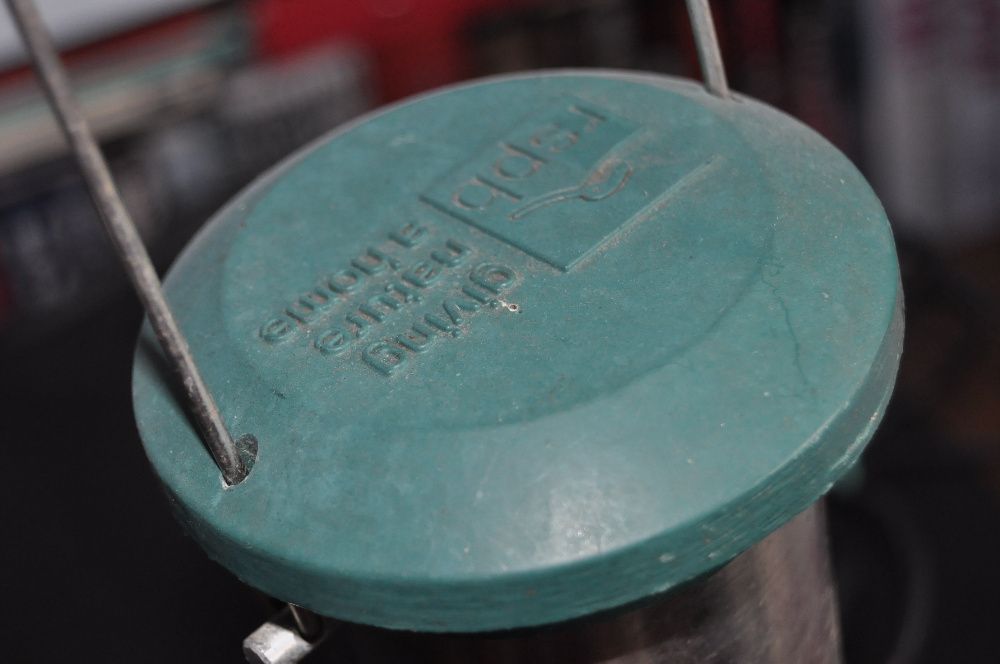 rspb
giving
nature
a home